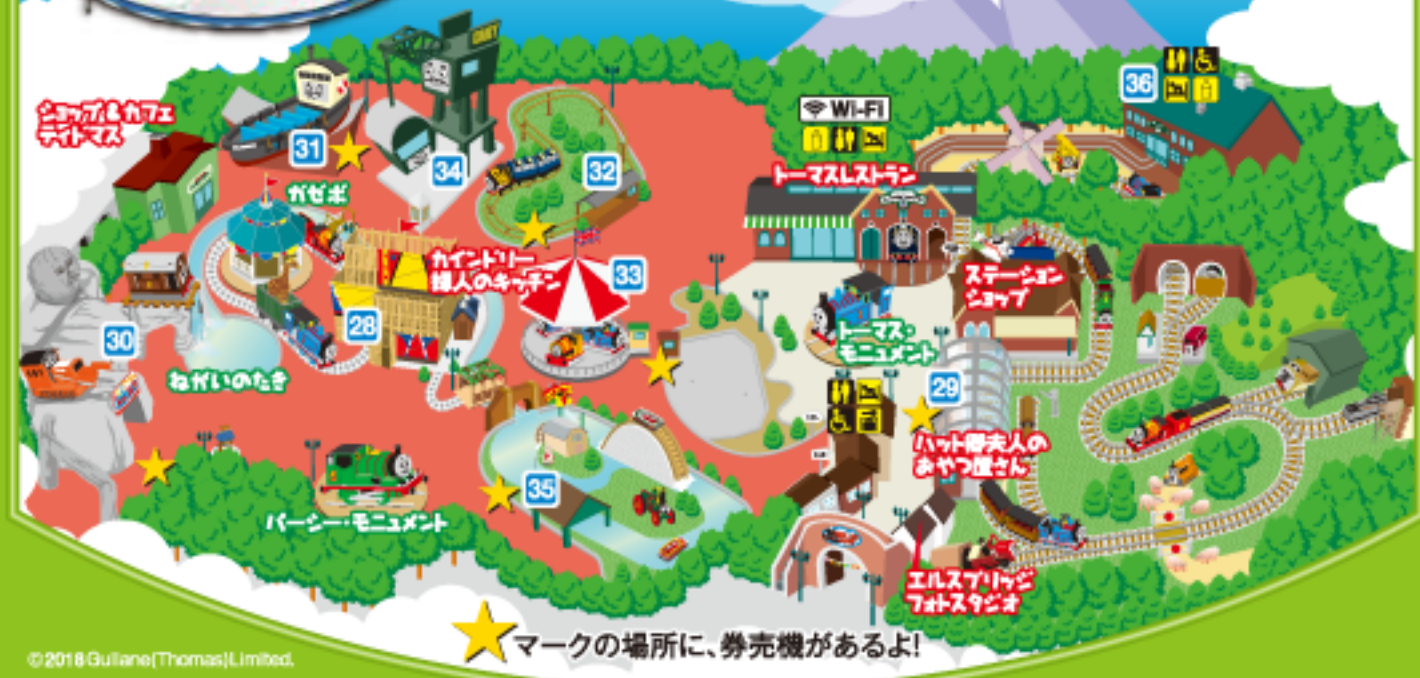 36
Wi-Fi
ショップ&カフェ
ティドマス
31
34
32
トーマスレストラン
ガゼボ
カインドリー
婦人のキッチン
33
ステーション
ショップ
28
30
トーマス・
モニュメント
ねがいのたき
29
ハット卿夫人の
おやつ屋さん
35
パーシー・モニュメント
エルスブリッジ
フォトスタジオ
マークの場所に、券売機があるよ!
©2018 Gullane(Thomas)Limited.